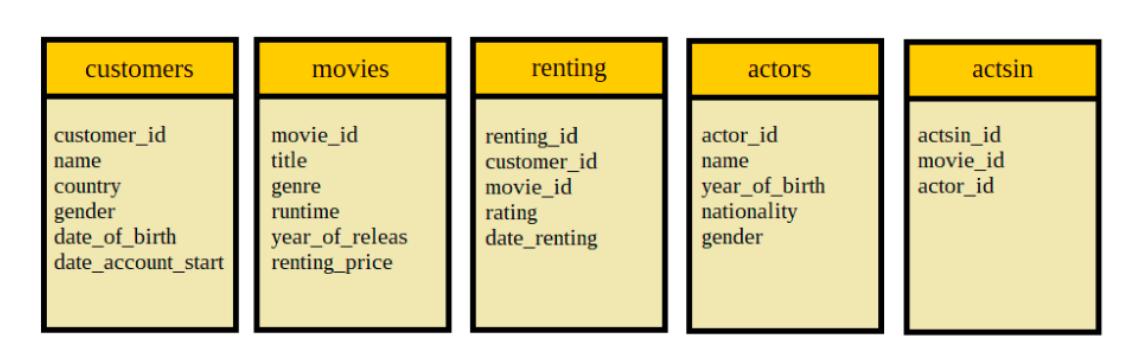 customers
customer_id
name
country
gender
date_of_birth
date_account_start
movies
movie_id
title
genre
runtime
year_of_releas
renting_price
renting
renting_id
customer_id
movie_id
rating
date_renting
actors
actor_id
name
year_of_birth
nationality
gender
actsin
actsin_id
movie_id
actor_id